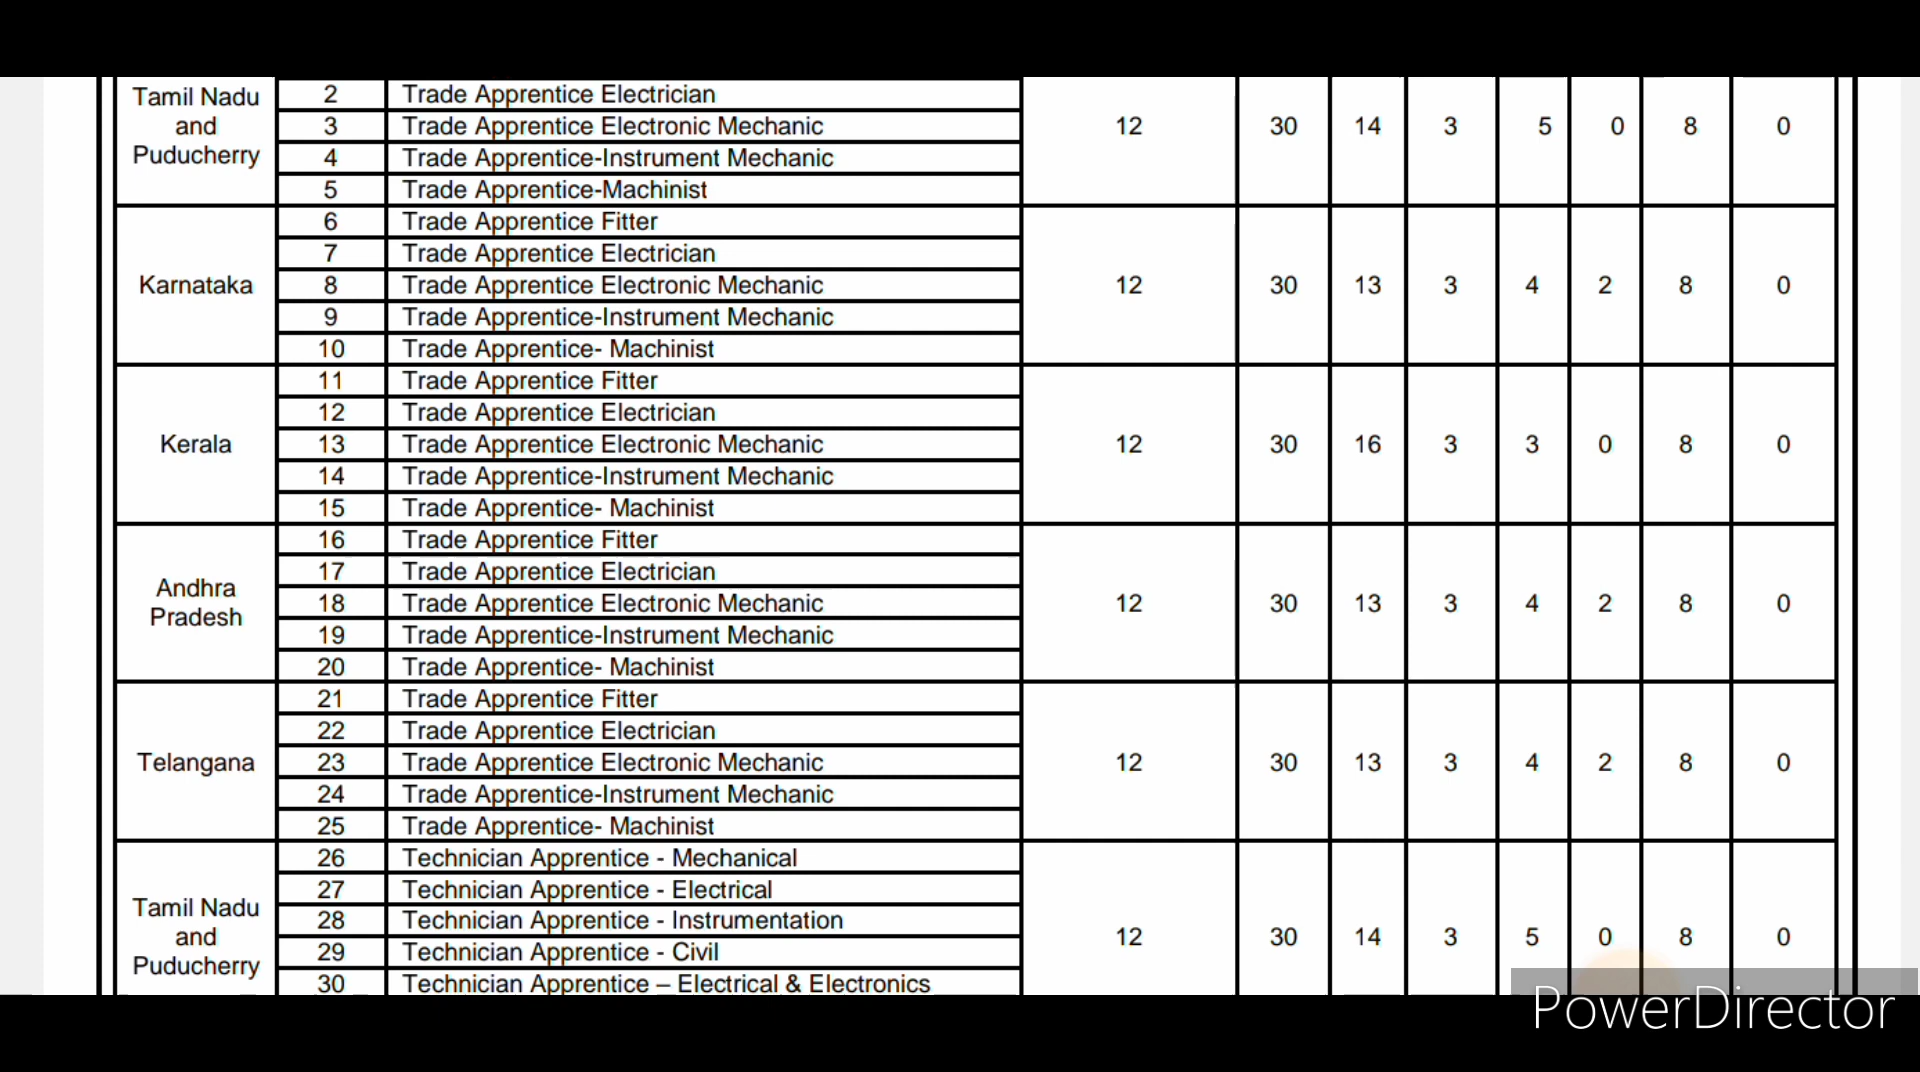 Tamil Nadu
and
Puducherry
2 Trade Apprentice Electrician
3 Trade Apprentice Electronic Mechanic
4 Trade Apprentice-Instrument Mechanic
5 Trade Apprentice-Machinist
12 30 14 3 5 0 8 0
Karnataka
6 Trade Apprentice Fitter
7 Trade Apprentice Electrician
8 Trade Apprentice Electronic Mechanic
9 Trade Apprentice-Instrument Mechanic
10 Trade Apprentice- Machinist
12 30 13 3 4 2 8 0
Kerala
11 Trade Apprentice Fitter
12 Trade Apprentice Electrician
13 Trade Apprentice Electronic Mechanic
14 Trade Apprentice-Instrument Mechanic
15 Trade Apprentice- Machinist
12 30 16 3 3 0 8 0
Andhra
Pradesh
16 Trade Apprentice Fitter
17 Trade Apprentice Electrician
18 Trade Apprentice Electronic Mechanic
19 Trade Apprentice-Instrument Mechanic
20 Trade Apprentice- Machinist
12 30 13 3 4 2 8 0
Telangana
21 Trade Apprentice Fitter
22 Trade Apprentice Electrician
23 Trade Apprentice Electronic Mechanic
24 Trade Apprentice-Instrument Mechanic
25 Trade Apprentice- Machinist
12 30 13 3 4 2 8 0
Tamil Nadu
and
Puducherry
26 Technician Apprentice - Mechanical
27 Technician Apprentice - Electrical
28 Technician Apprentice - Instrumentation
29 Technician Apprentice - Civil
30 Technician Apprentice – Electrical & Electronics
12 30 14 3 5 0 8 0
PowerDirector